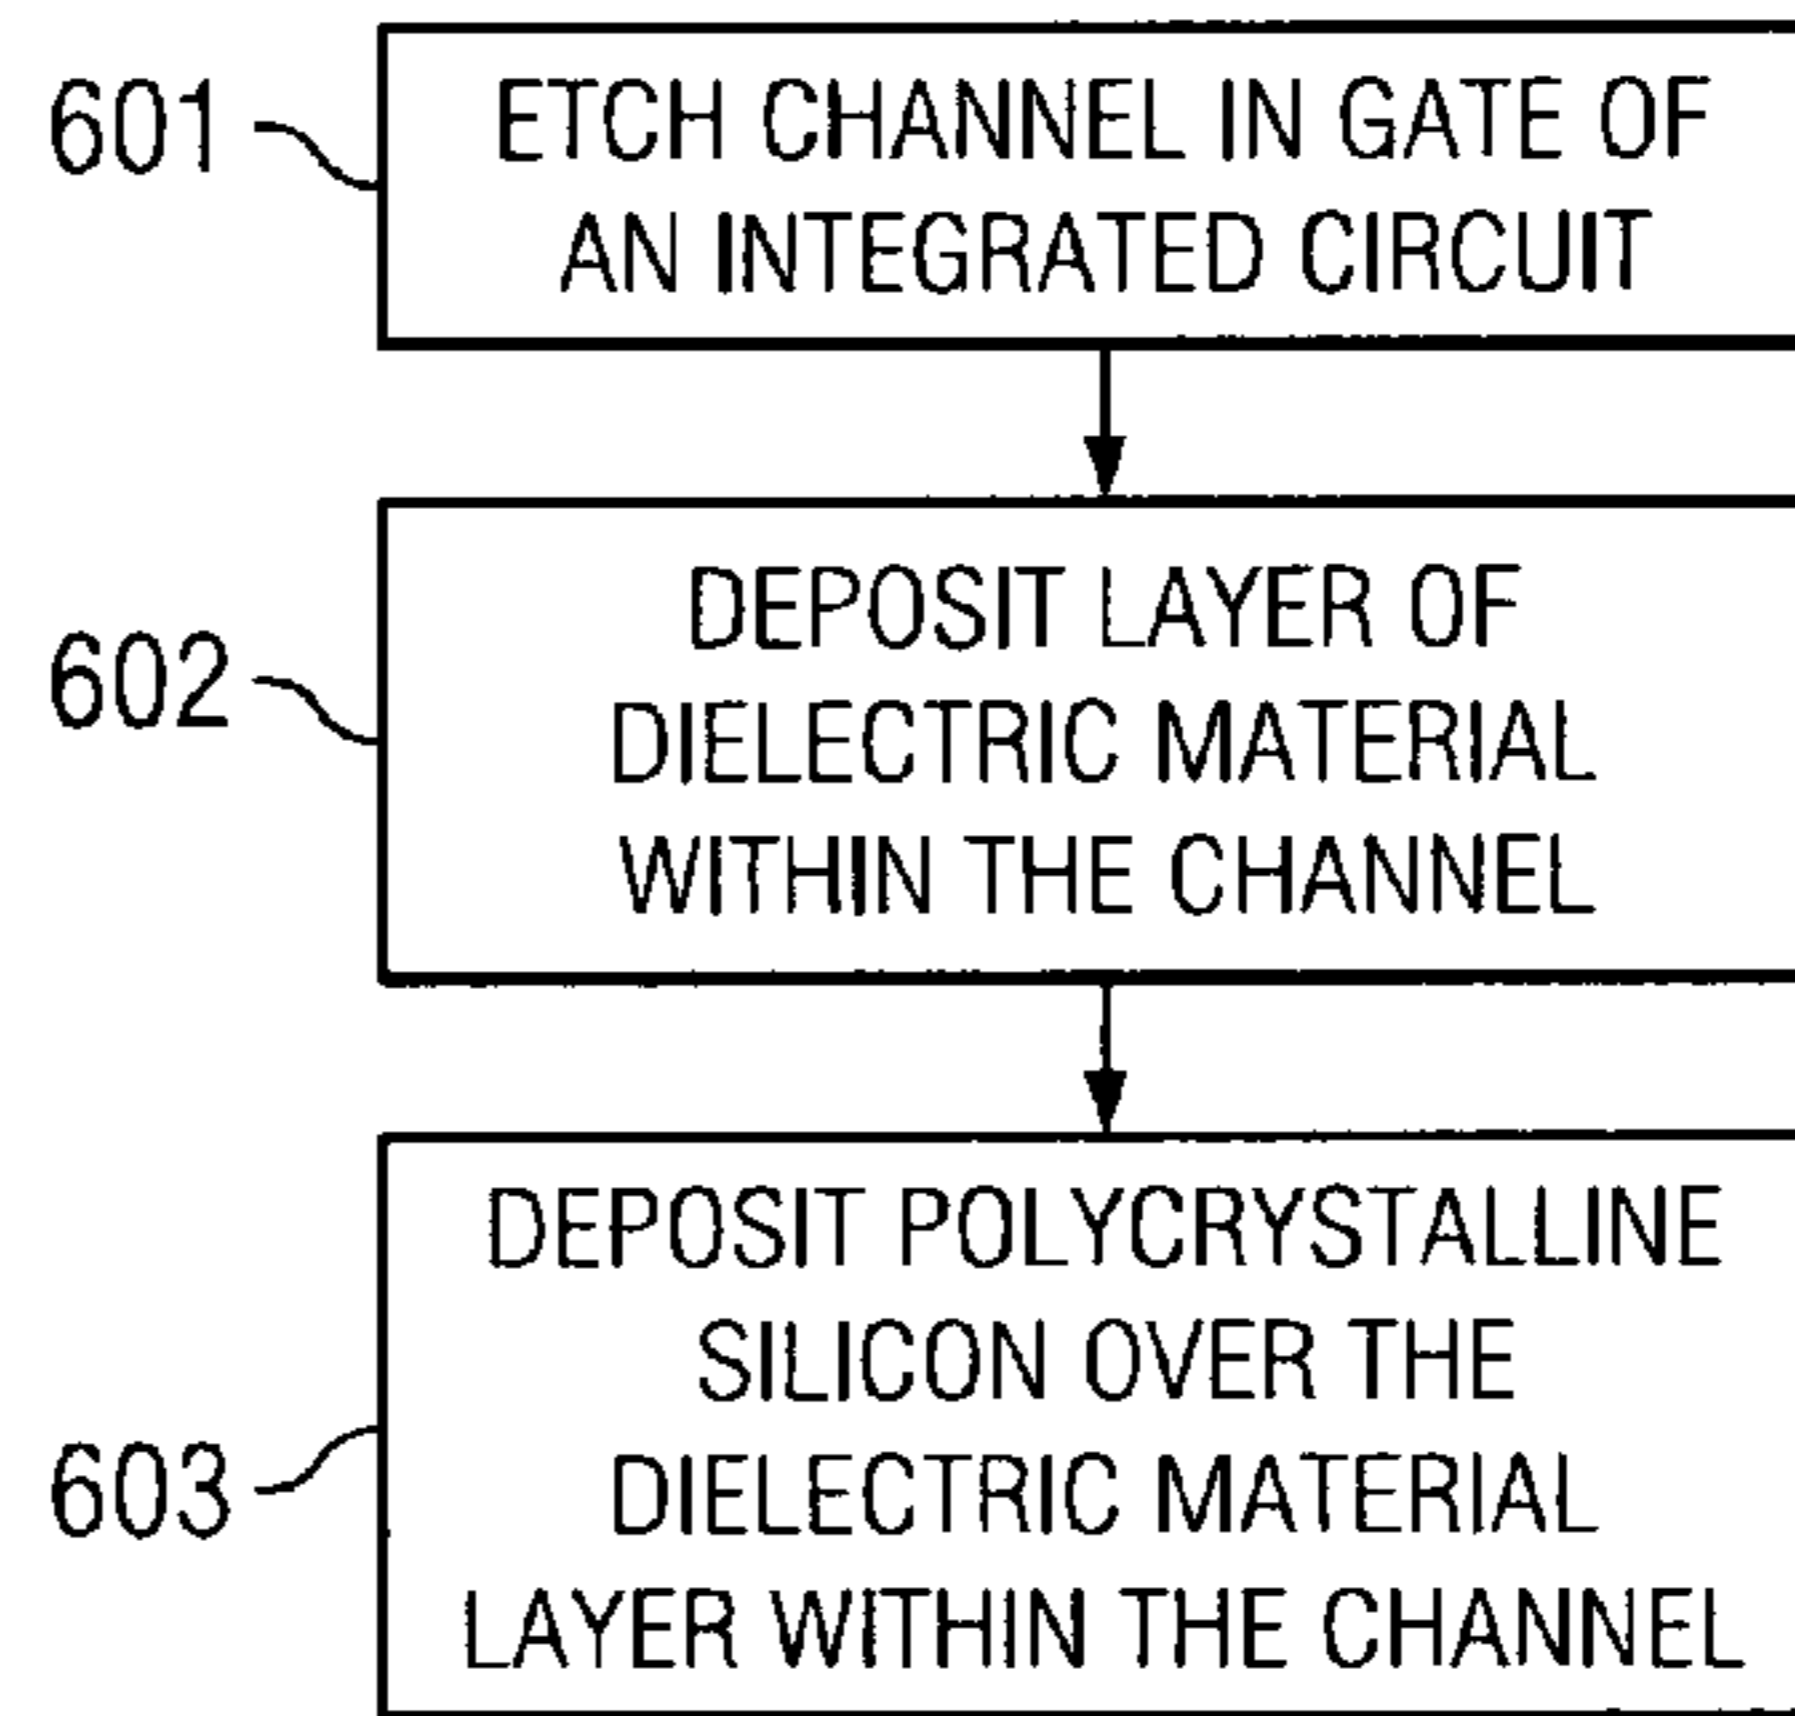 601
ETCH CHANNEL IN GATE OF
AN INTEGRATED CIRCUIT
602
DEPOSIT LAYER OF
DIELECTRIC MATERIAL
WITHIN THE CHANNEL
603
DEPOSIT POLYCRYSTALLINE
SILICON OVER THE
DIELECTRIC MATERIAL
LAYER WITHIN THE CHANNEL